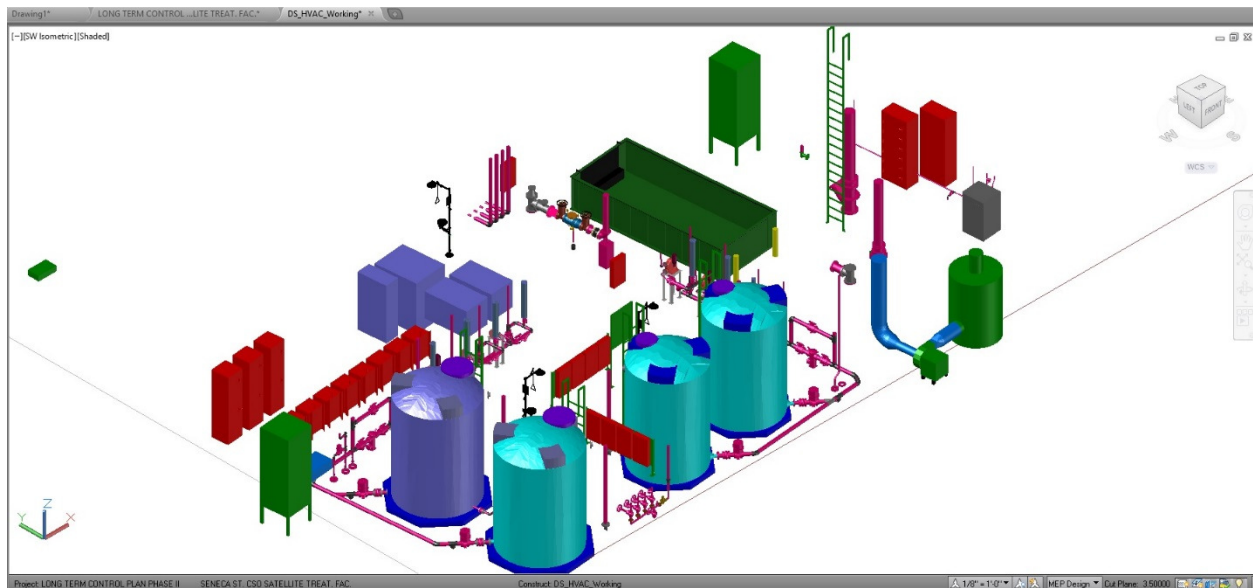 Drawing1*
LONG TERM CONTROL ...LITE TREAT. FAC.*
DS_HVAC_Working*
[−][SW Isometric][Shaded]
TOP
LEFT
FRONT
W
S
WCS
Z
Y
X
Project: LONG TERM CONTROL PLAN PHASE II SENECA ST. CSO SATELLITE TREAT. FAC.
Construct: DS_HVAC_Working
1/8" = 1'-0"
MEP Design
Cut Plane: 3.50000